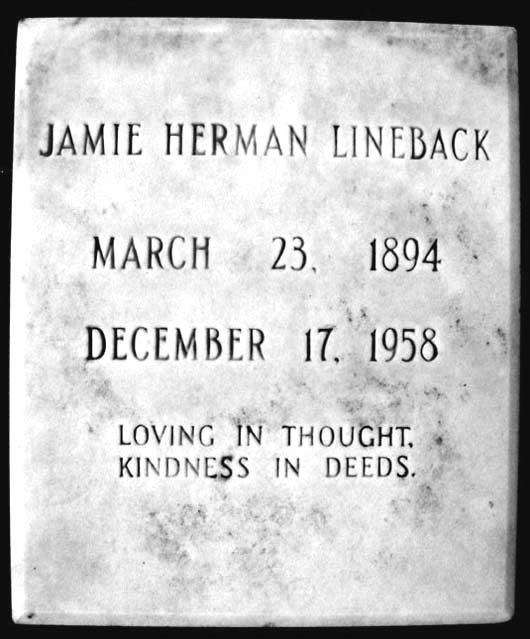 JAMIE HERMAN LINEBACK
MARCH 23, 1894
DECEMBER 17, 1958
LOVING IN THOUGHT,
KINDNESS IN DEEDS.